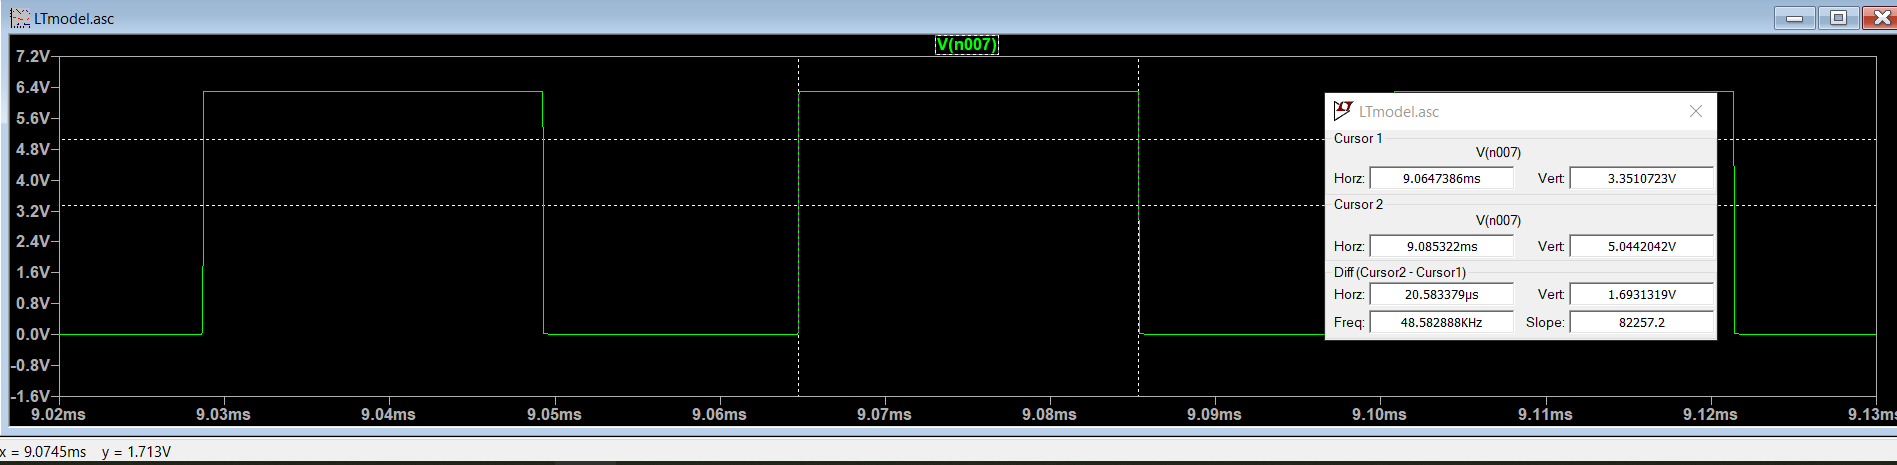 LTmodel.asc
V(n007)
7.2V
6.4V
5.6V
4.8V
4.0V
3.2V
2.4V
1.6V
0.8V
0.0V
-0.8V
-1.6V
9.02ms 9.03ms 9.04ms 9.05ms 9.06ms 9.07ms 9.08ms 9.09ms 9.10ms 9.11ms 9.12ms 9.13ms
LTmodel.asc
Cursor 1
V(n007)
Horz: 9.0647386ms Vert: 3.3510723V
Cursor 2
V(n007)
Horz: 9.085322ms Vert: 5.0442042V
Diff (Cursor2 - Cursor1)
Horz: 20.583379µs Vert: 1.6931319V
Freq: 48.582888KHz Slope: 82257.2
x = 9.0745ms y = 1.713V